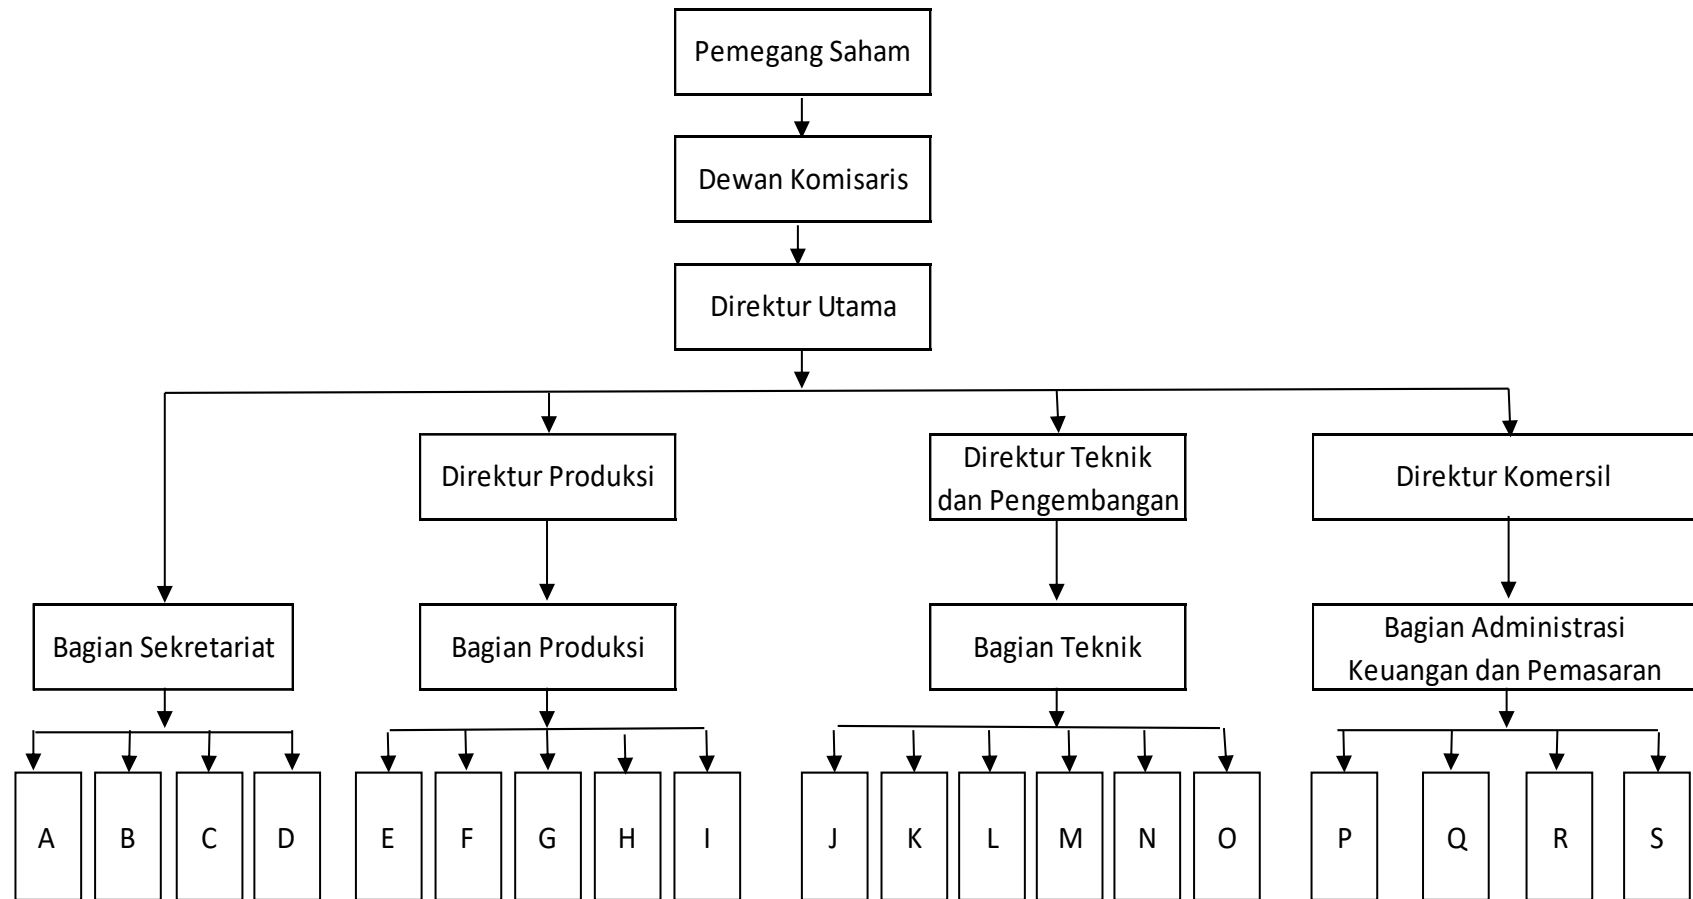 Pemegang Saham
Dewan Komisaris
Direktur Utama
Direktur Produksi
Direktur Teknik
dan Pengembangan
Direktur Komersil
Bagian Sekretariat
Bagian Produksi
Bagian Teknik
Bagian Administrasi
Keuangan dan Pemasaran
A
B
C
D
E
F
G
H
I
J
K
L
M
N
O
P
Q
R
S